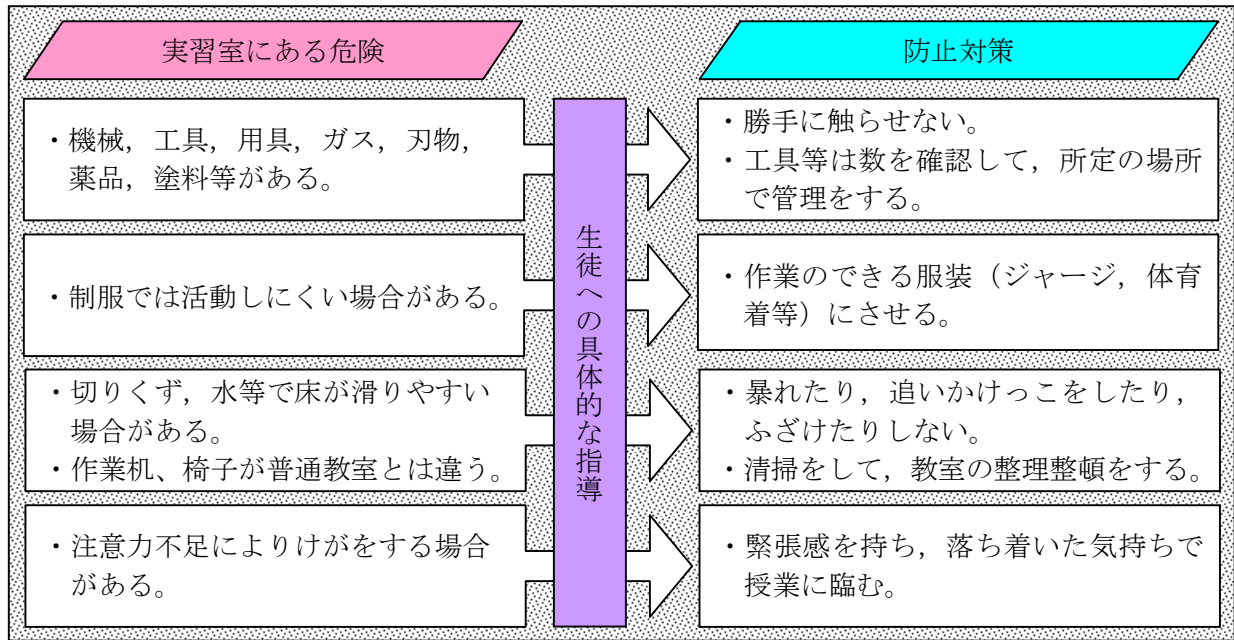 実習室にある危険
防止対策
・機械，工具，用具，ガス，刃物，
薬品，塗料等がある。
・勝手に触らせない。
・工具等は数を確認して，所定の場所
で管理をする。
生徒への具体的な指導
・制服では活動しにくい場合がある。
・作業のできる服装（ジャージ，体育
着等）にさせる。
・切りくず，水等で床が滑りやすい
場合がある。
・作業机、椅子が普通教室とは違う。
・暴れたり，追いかけっこをしたり，
ふざけたりしない。
・清掃をして，教室の整理整頓をする。
・注意力不足によりけがをする場合
がある。
・緊張感を持ち，落ち着いた気持ちで
授業に臨む。